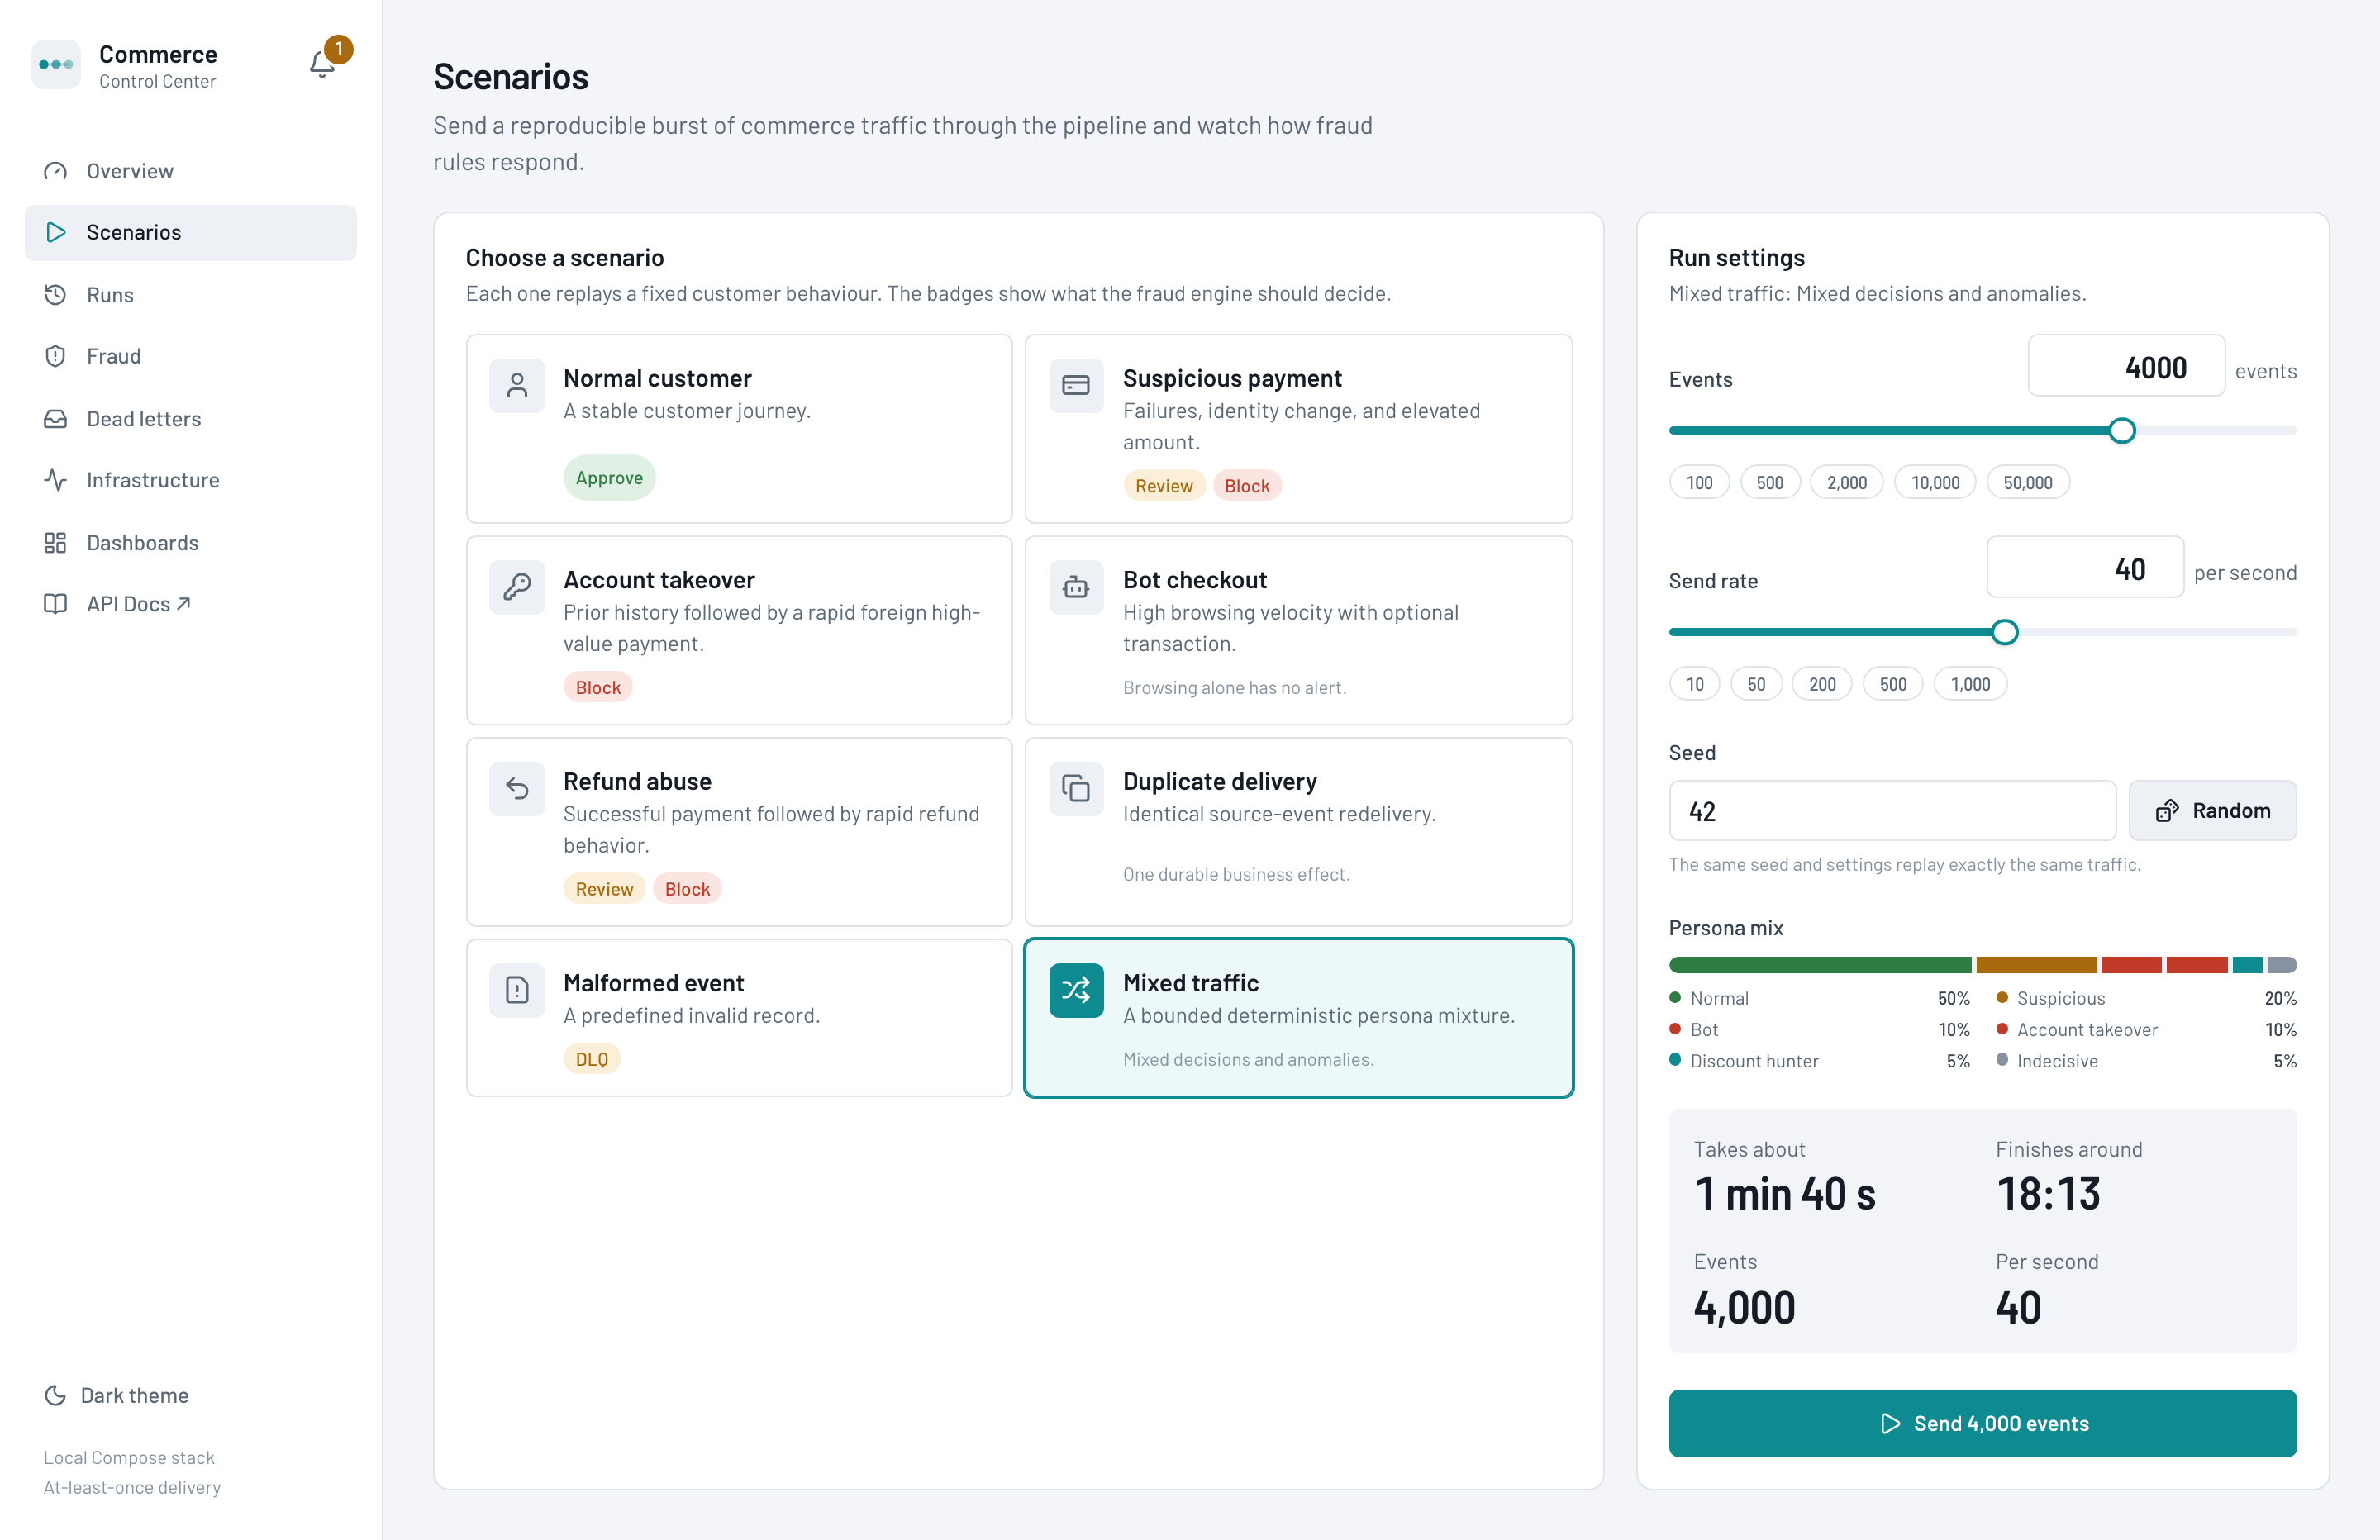 Commerce
Control Center
1
Overview
Scenarios
Runs
Fraud
Dead letters
Infrastructure
Dashboards
API Docs
Dark theme
Local Compose stack
At-least-once delivery
Scenarios
Send a reproducible burst of commerce traffic through the pipeline and watch how fraud
rules respond.
Choose a scenario
Each one replays a fixed customer behaviour. The badges show what the fraud engine should decide.
Normal customer
A stable customer journey.
Approve
Suspicious payment
Failures, identity change, and elevated
amount.
Review Block
Account takeover
Prior history followed by a rapid foreign high-
value payment.
Block
Bot checkout
High browsing velocity with optional
transaction.
Browsing alone has no alert.
Refund abuse
Successful payment followed by rapid refund
behavior.
Review Block
Duplicate delivery
Identical source-event redelivery.
One durable business effect.
Malformed event
A predefined invalid record.
DLQ
Mixed traffic
A bounded deterministic persona mixture.
Mixed decisions and anomalies.
Run settings
Mixed traffic: Mixed decisions and anomalies.
Events 4000 events
100 500 2,000 10,000 50,000
Send rate 40 per second
10 50 200 500 1,000
Seed
42 Random
The same seed and settings replay exactly the same traffic.
Persona mix
Normal 50% Suspicious 20%
Bot 10% Account takeover 10%
Discount hunter 5% Indecisive 5%
Takes about Finishes around
1 min 40 s 18:13
Events Per second
4,000 40
Send 4,000 events